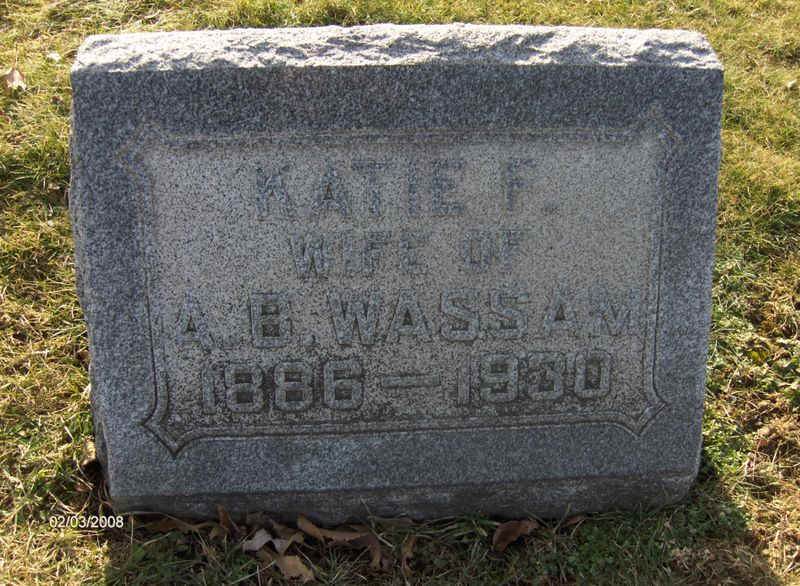 KATIE F.
WIFE OF
A. B. WASSAM
1886 — 1930
02/03/2008